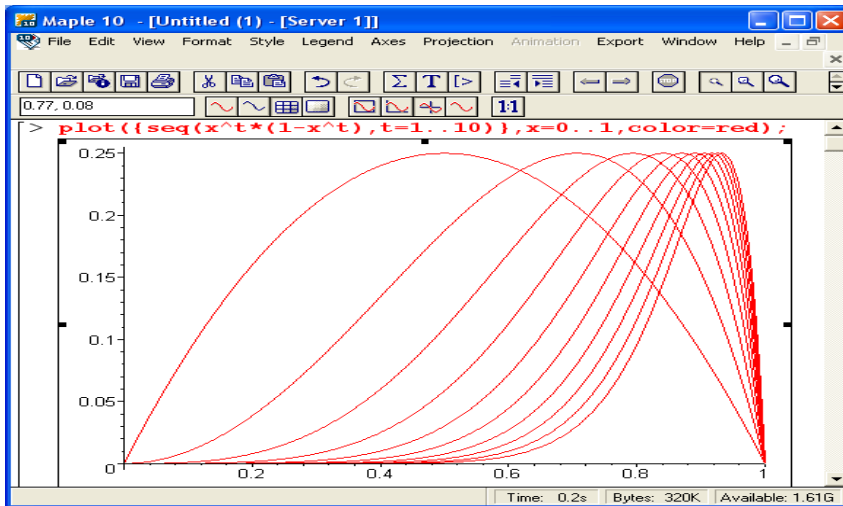 Maple 10 - [Untitled (1) - [Server 1]]
File Edit View Format Style Legend Axes Projection Animation Export Window Help
Σ T [>
0.77, 0.08
1:1
[> plot({seq(x^t*(1-x^t),t=1..10)},x=0..1,color=red);
0.25
0.2
0.15
0.1
0.05
0
0.2 0.4 0.6 0.8 1
Time: 0.2s Bytes: 320K Available: 1.61G